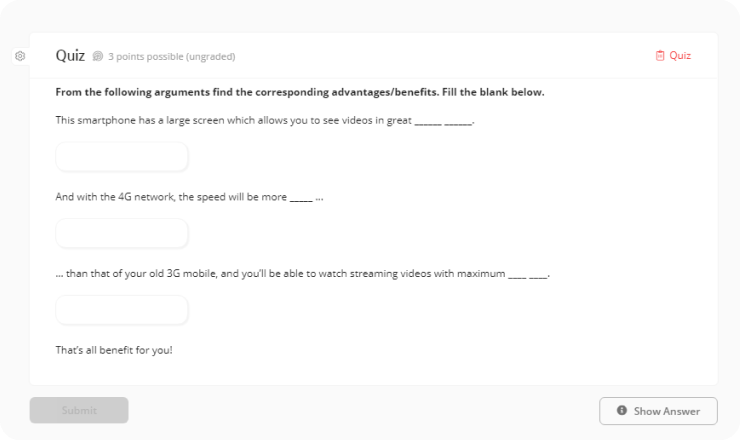 Quiz 3 points possible (ungraded) Quiz
From the following arguments find the corresponding advantages/benefits. Fill the blank below.
This smartphone has a large screen which allows you to see videos in great ______ ______.
And with the 4G network, the speed will be more _____ ...
... than that of your old 3G mobile, and you'll be able to watch streaming videos with maximum ____ ____.
That's all benefit for you!
Submit Show Answer